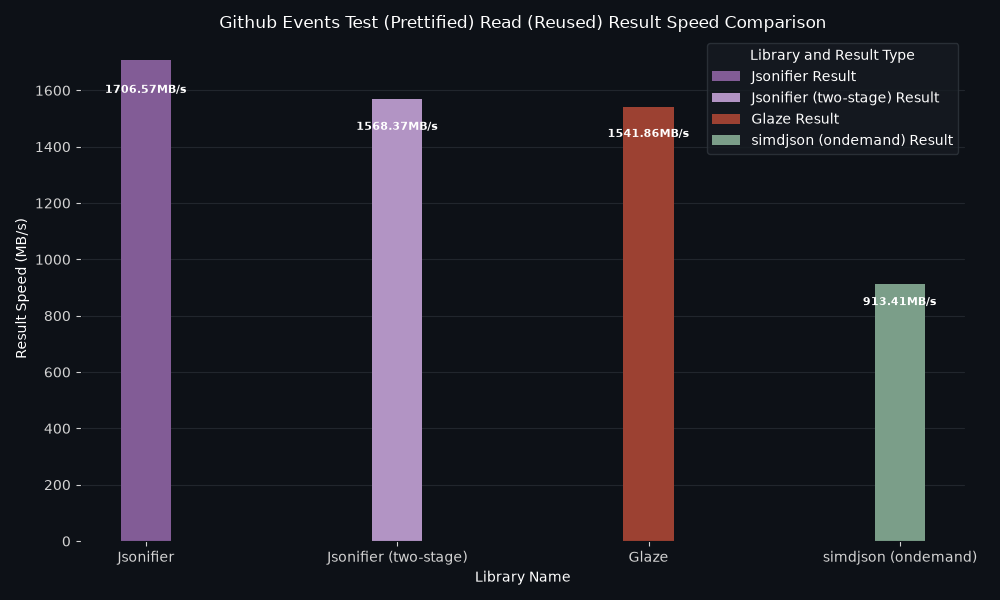 Github Events Test (Prettified) Read (Reused) Result Speed Comparison
Library and Result Type
Jsonifier Result
Jsonifier (two-stage) Result
Glaze Result
simdjson (ondemand) Result
Result Speed (MB/s)
1600
1400
1200
1000
800
600
400
200
0
1706.57MB/s
1568.37MB/s
1541.86MB/s
913.41MB/s
Jsonifier
Jsonifier (two-stage)
Glaze
simdjson (ondemand)
Library Name